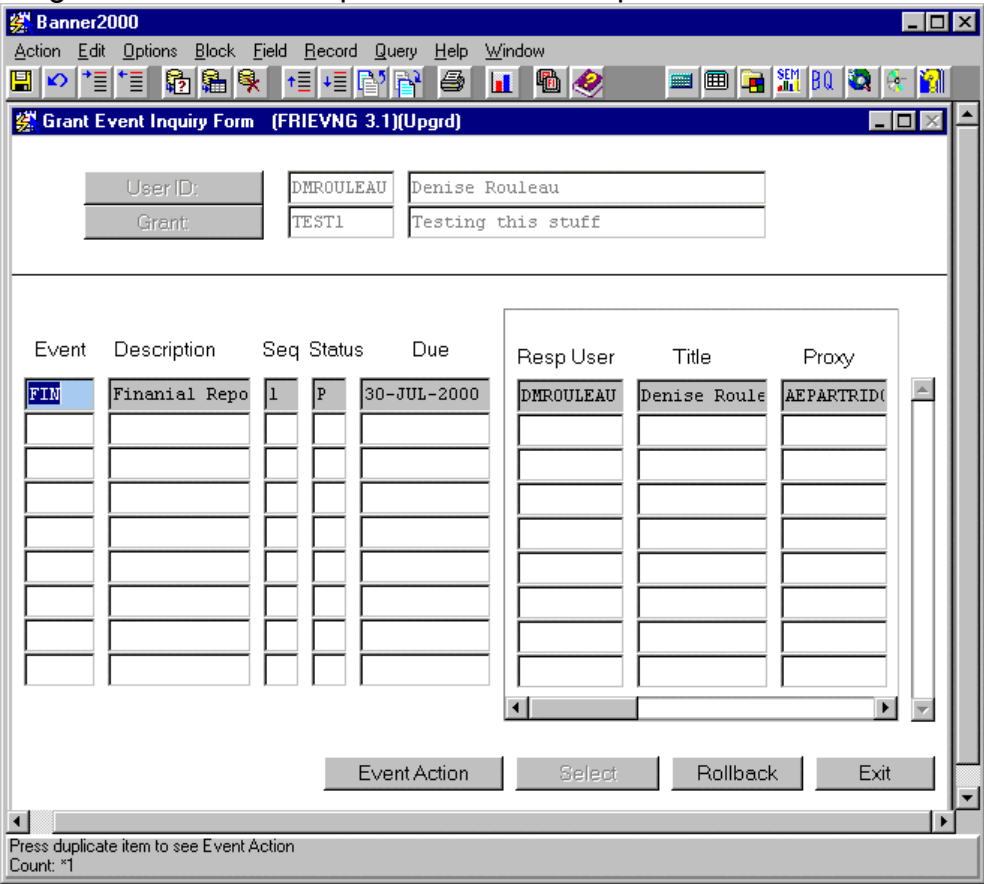 Banner2000
Action Edit Options Block Field Record Query Help Window
SEM BQ
Grant Event Inquiry Form (FRIEVNG 3.1)(Upgrd)
User ID: DMROULEAU Denise Rouleau
Grant: TEST1 Testing this stuff
Event Description Seq Status Due Resp User Title Proxy
FIN Finanial Repo 1 P 30-JUL-2000 DMROULEAU Denise Roule AEPARTRID
Event Action Select Rollback Exit
Press duplicate item to see Event Action
Count: *1